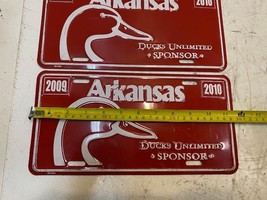 Arkansas
2010
DUCKS UNLIMITED
SPONSOR
2009
Arkansas
2010
DUCKS UNLIMITED
SPONSOR